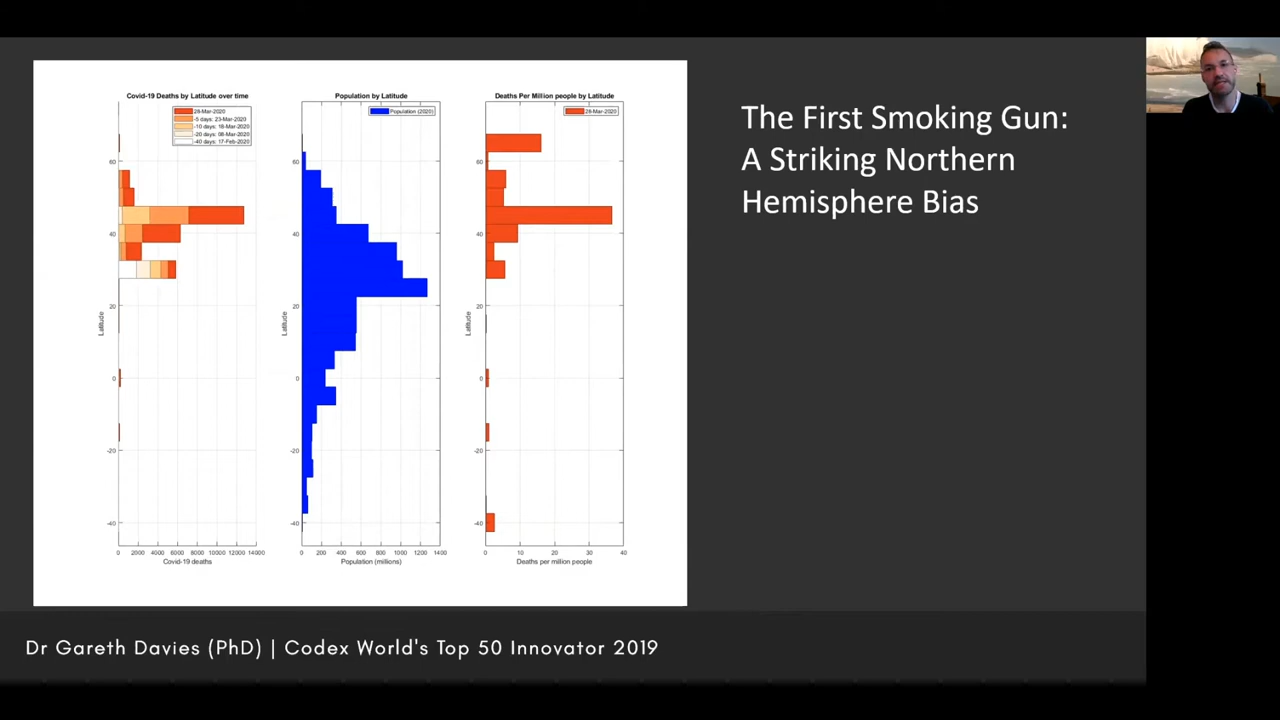 Covid-19 Deaths by Latitude over time
28-Mar-2020
-5 days: 23-Mar-2020
-10 days: 18-Mar-2020
-20 days: 08-Mar-2020
-40 days: 17-Feb-2020
60
40
20
0
-20
-40
Latitude
0 2000 4000 6000 8000 10000 12000 14000
Covid-19 deaths
Population by Latitude
Population (2020)
60
40
20
0
-20
-40
Latitude
0 200 400 600 800 1000 1200 1400
Population (millions)
Deaths Per Million people by Latitude
28-Mar-2020
60
40
20
0
-20
-40
Latitude
0 10 20 30 40
Deaths per million people
The First Smoking Gun:
A Striking Northern
Hemisphere Bias
Dr Gareth Davies (PhD) | Codex World's Top 50 Innovator 2019